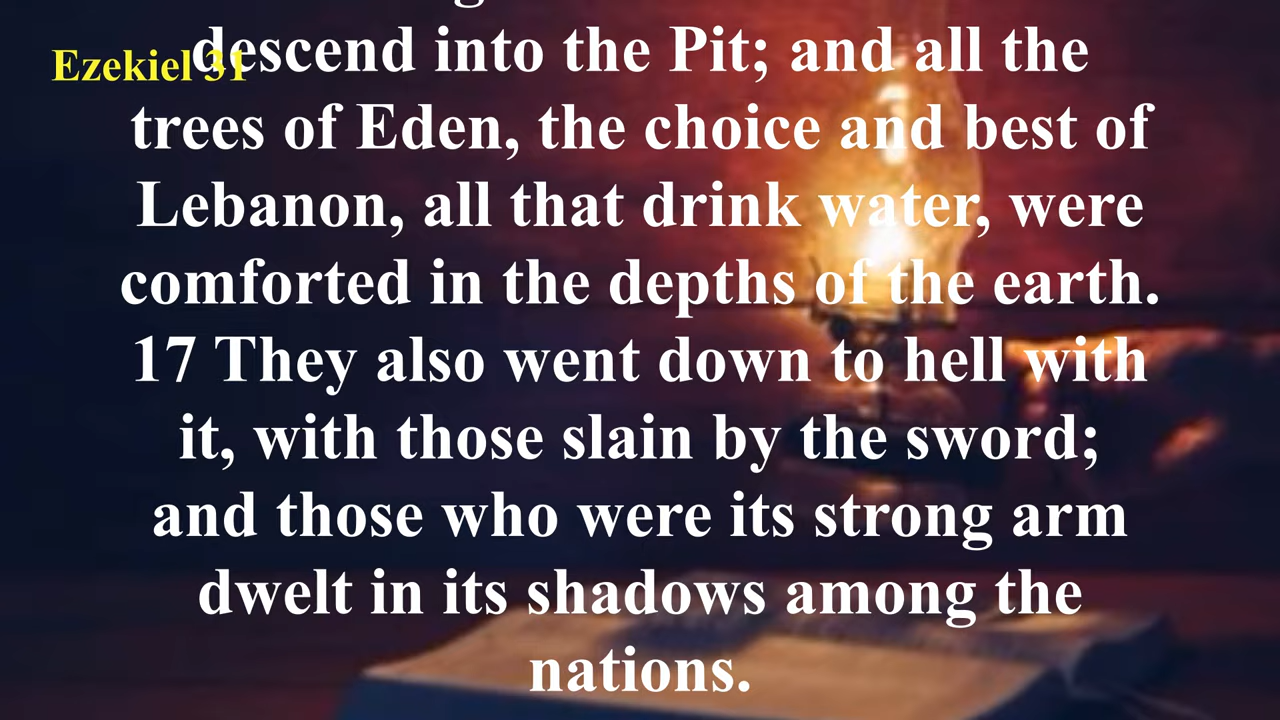 Ezekiel 31
descend into the Pit; and all the
trees of Eden, the choice and best of
Lebanon, all that drink water, were
comforted in the depths of the earth.
17 They also went down to hell with
it, with those slain by the sword;
and those who were its strong arm
dwelt in its shadows among the
nations.